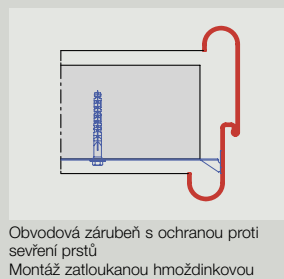 Obvodová zárubeň s ochranou proti
sevření prstů
Montáž zatloukanou hmoždinkovou